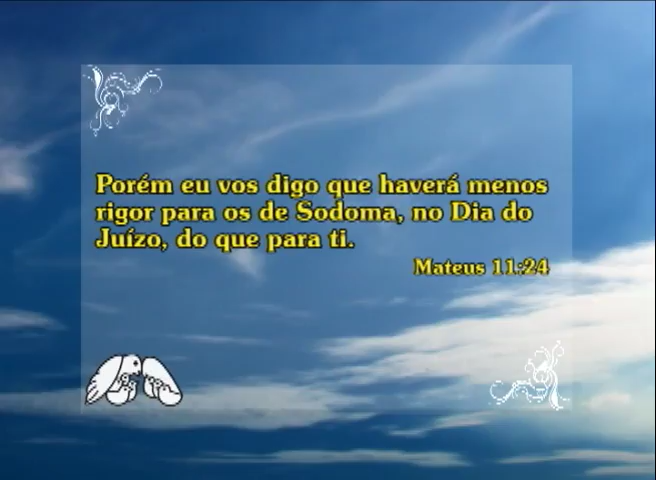 Porém eu vos digo que haverá menos
rigor para os de Sodoma, no Dia do
Juízo, do que para ti.
Mateus 11:24